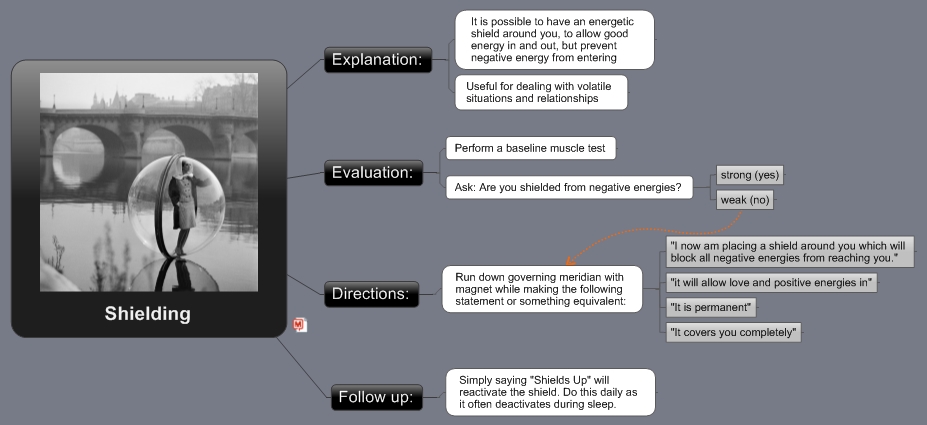 Shielding
Explanation:
It is possible to have an energetic
shield around you, to allow good
energy in and out, but prevent
negative energy from entering
Useful for dealing with volatile
situations and relationships
Evaluation:
Perform a baseline muscle test
Ask: Are you shielded from negative energies?
strong (yes)
weak (no)
Directions:
Run down governing meridian with
magnet while making the following
statement or something equivalent:
"I now am placing a shield around you which will
block all negative energies from reaching you."
"it will allow love and positive energies in"
"It is permanent"
"It covers you completely"
Follow up:
Simply saying "Shields Up" will
reactivate the shield. Do this daily as
it often deactivates during sleep.